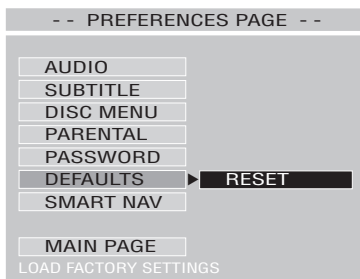 - - PREFERENCES PAGE - -
AUDIO
SUBTITLE
DISC MENU
PARENTAL
PASSWORD
DEFAULTS RESET
SMART NAV
MAIN PAGE
LOAD FACTORY SETTINGS